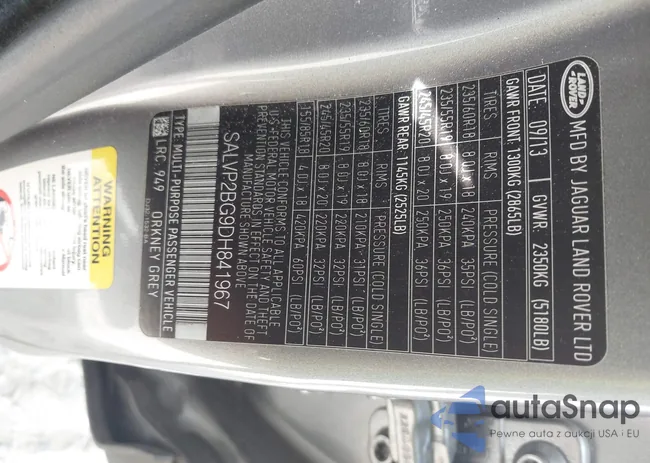 LAND ROVER
MFD BY JAGUAR LAND ROVER LTD
DATE: 09/13 GVWR: 2350KG (5180LB)
GAWR FRONT: 1300KG (2865LB)
TIRES RIMS PRESSURE (COLD SINGLE)
235/60R18 8.0J x 18 240KPA 35PSI (LB/PO²)
235/55R19 8.0J x 19 250KPA 36PSI (LB/PO²)
245/45R20 8.0J x 20 250KPA 36PSI (LB/PO²)
GAWR REAR: 1145KG (2525LB)
TIRES RIMS PRESSURE (COLD SINGLE)
235/60R18 8.0J x 18 210KPA 31PSI (LB/PO²)
235/55R19 8.0J x 19 220KPA 32PSI (LB/PO²)
245/45R20 8.0J x 20 220KPA 32PSI (LB/PO²)
155/85R18 4.0J x 18 420KPA 60PSI (LB/PO²)
THIS VEHICLE CONFORMS TO ALL APPLICABLE
US FEDERAL MOTOR VEHICLE SAFETY AND THEFT
PREVENTION STANDARDS IN EFFECT ON THE DATE OF
MANUFACTURE SHOWN ABOVE
SALVP2BG9DH841967
TYPE: MULTI-PURPOSE PASSENGER VEHICLE
LRC: 949 ORKNEY GREY
WARNING
ATTENTION
autaSnap
Pewne auta z aukcji USA i EU